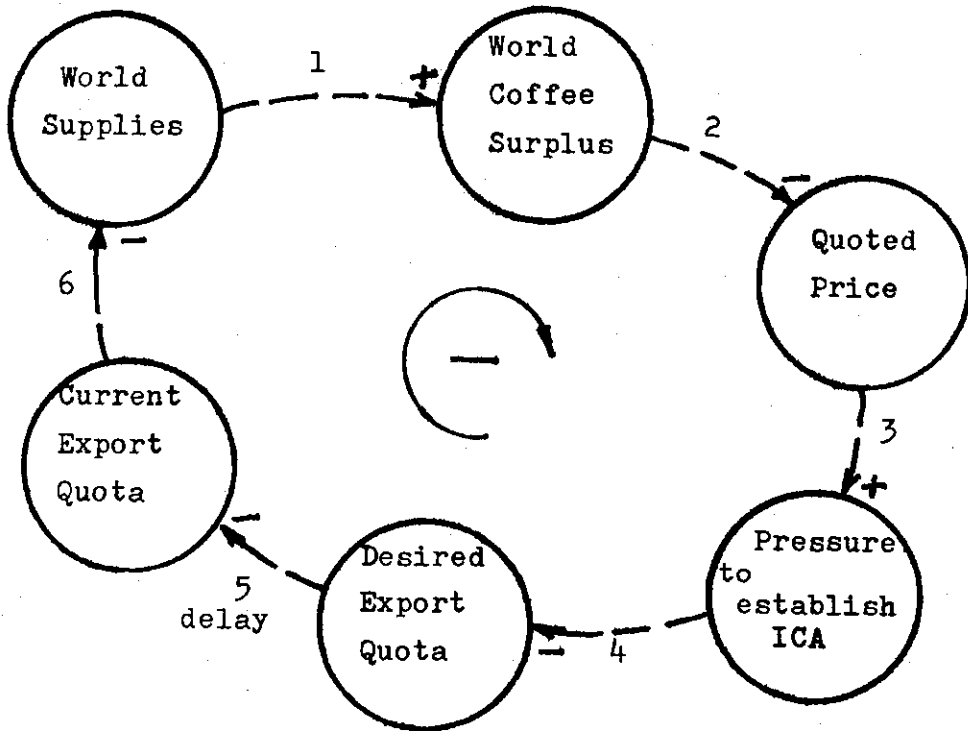 World
Supplies
1
+
World
Coffee
Surplus
2
−
Quoted
Price
3
+
Pressure
to
establish
ICA
4
−
Desired
Export
Quota
5
delay
−
Current
Export
Quota
6
−
−